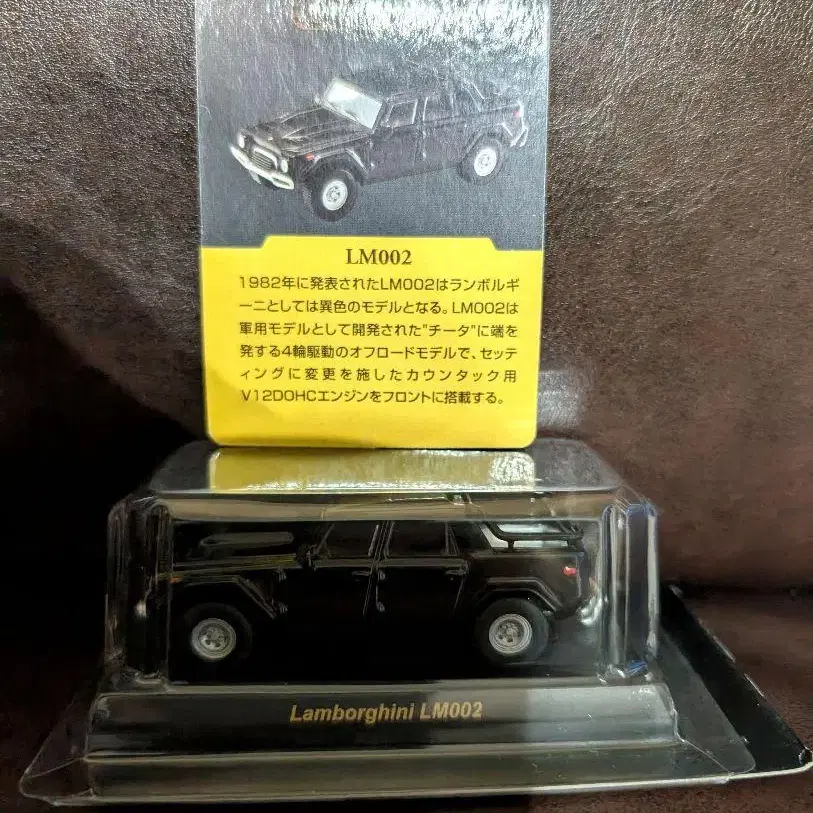 LM002
1982年に発表されたLM002はランボルギ
ーニとしては異色のモデルとなる。LM002は
軍用モデルとして開発された"チータ"に端を
発する4輪駆動のオフロードモデルで、セッテ
ィングに変更を施したカウンタック用
V12DOHCエンジンをフロントに搭載する。
Lamborghini LM002